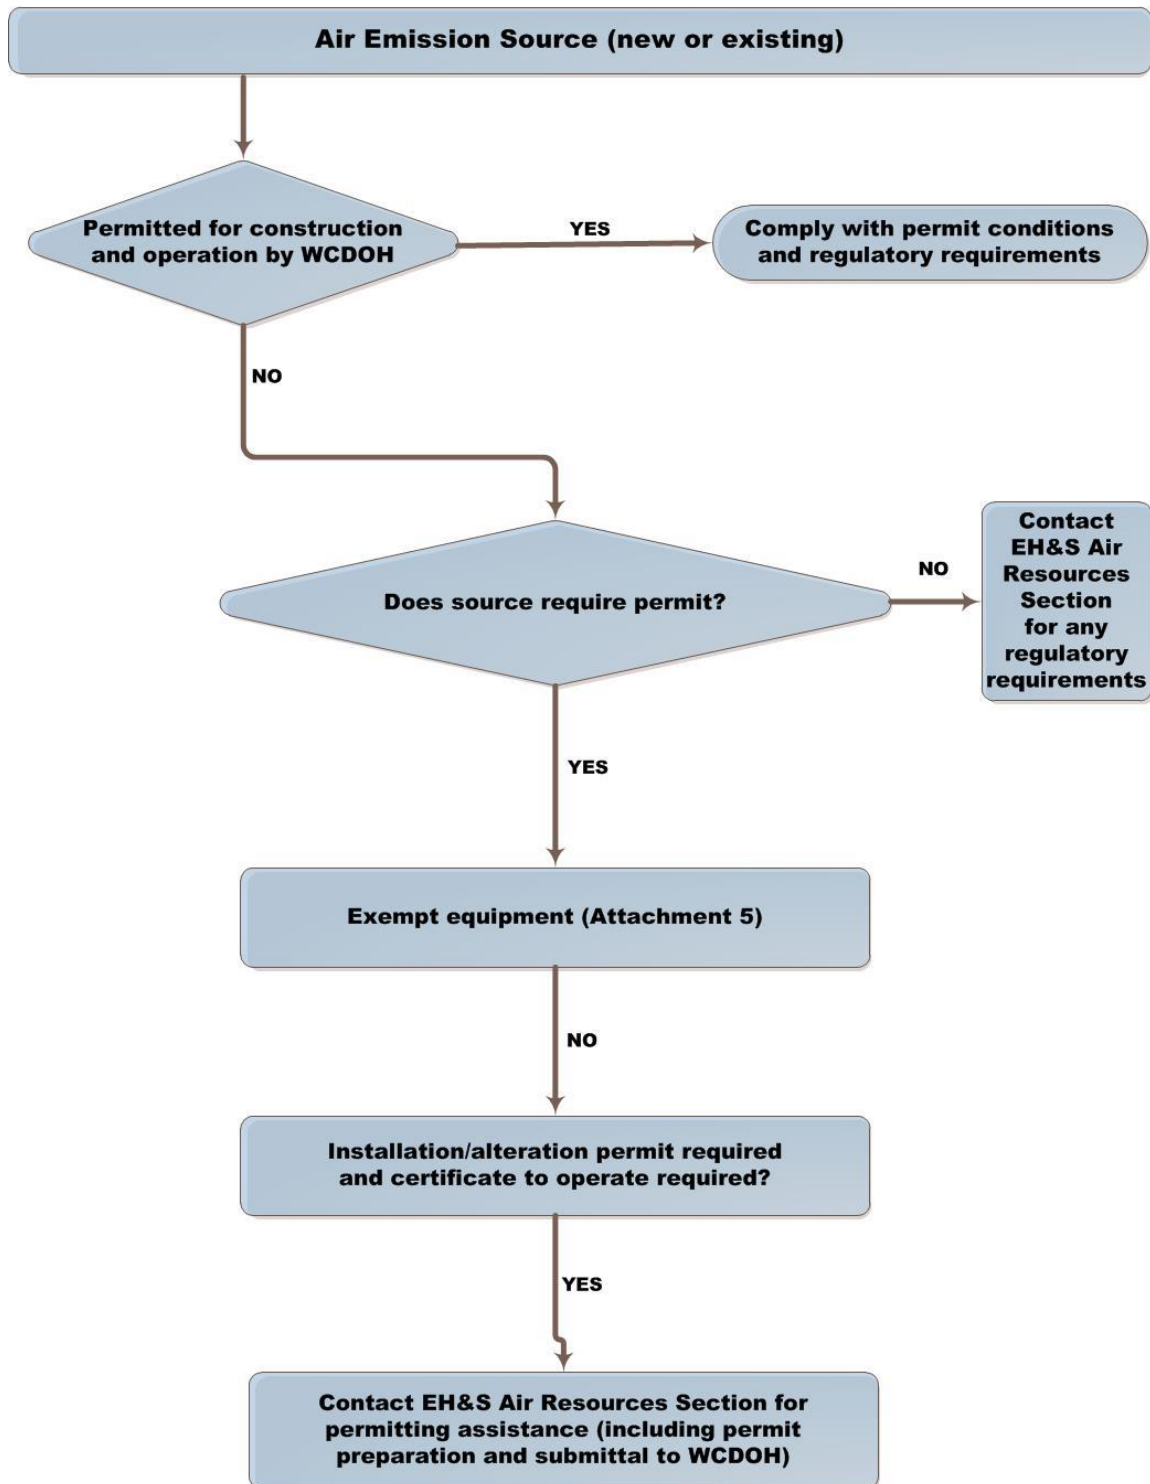 Air Emission Source (new or existing)
Permitted for construction
and operation by WCDOH
YES
Comply with permit conditions
and regulatory requirements
NO
Does source require permit?
NO
Contact
EH&S Air
Resources
Section
for any
regulatory
requirements
YES
Exempt equipment (Attachment 5)
NO
Installation/alteration permit required
and certificate to operate required?
YES
Contact EH&S Air Resources Section for
permitting assistance (including permit
preparation and submittal to WCDOH)